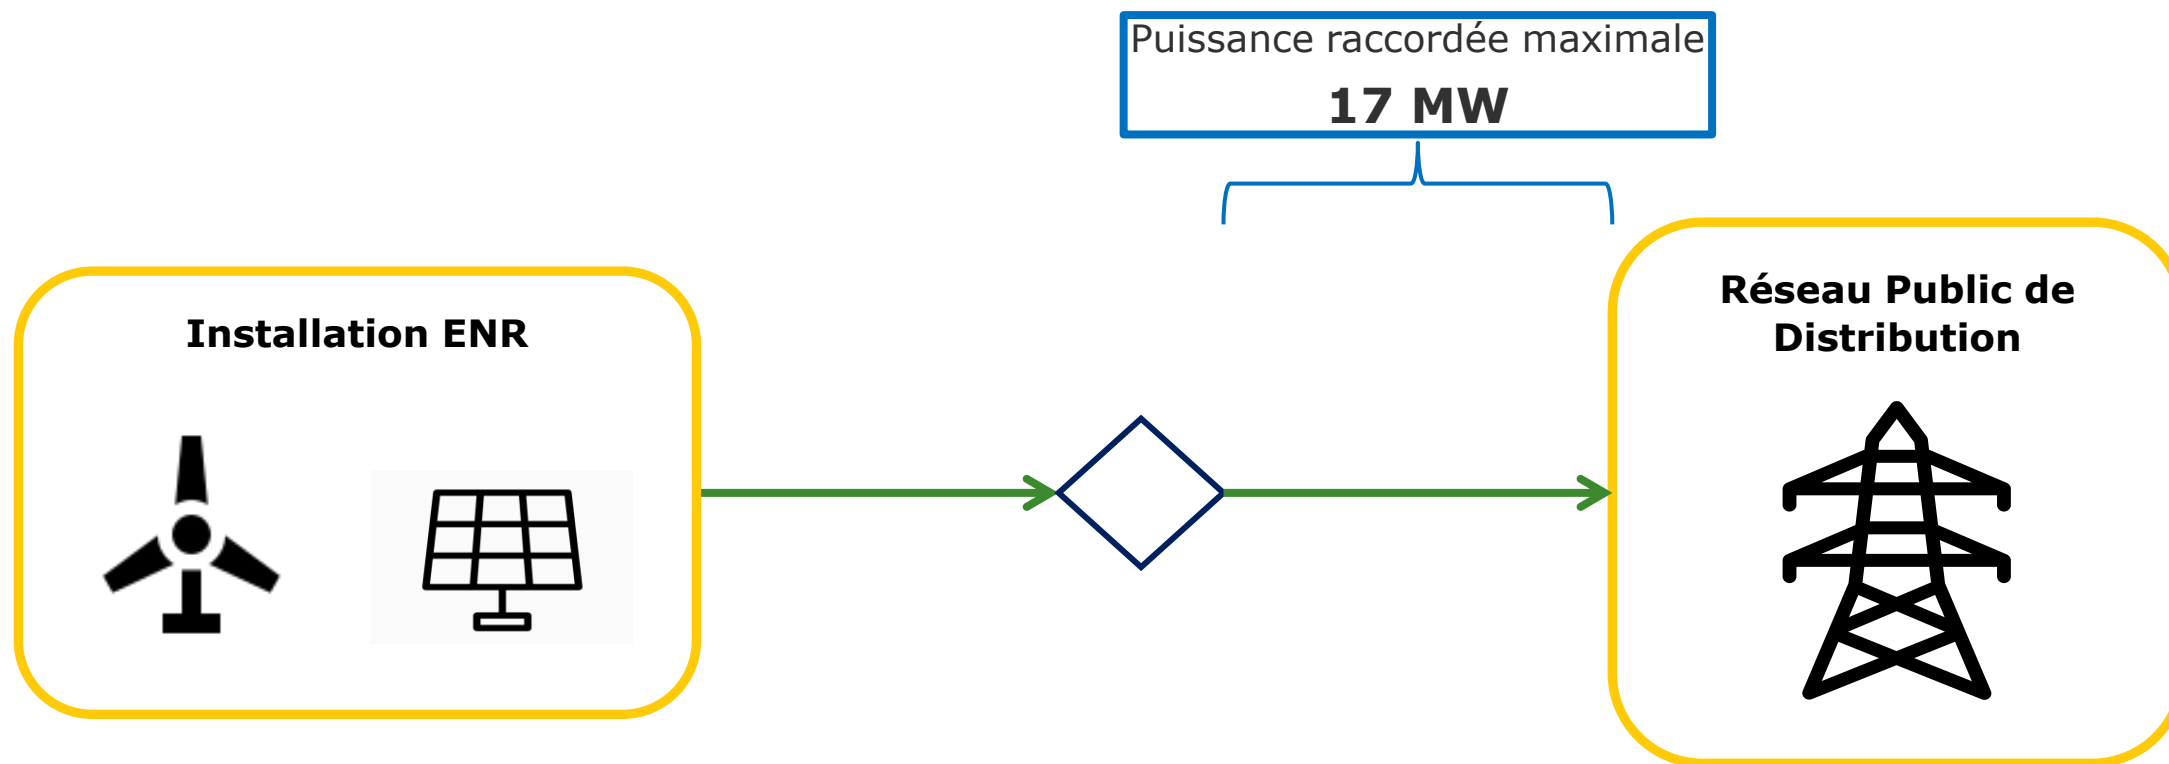 Puissance raccordée maximale
17 MW
Installation ENR
Réseau Public de
Distribution